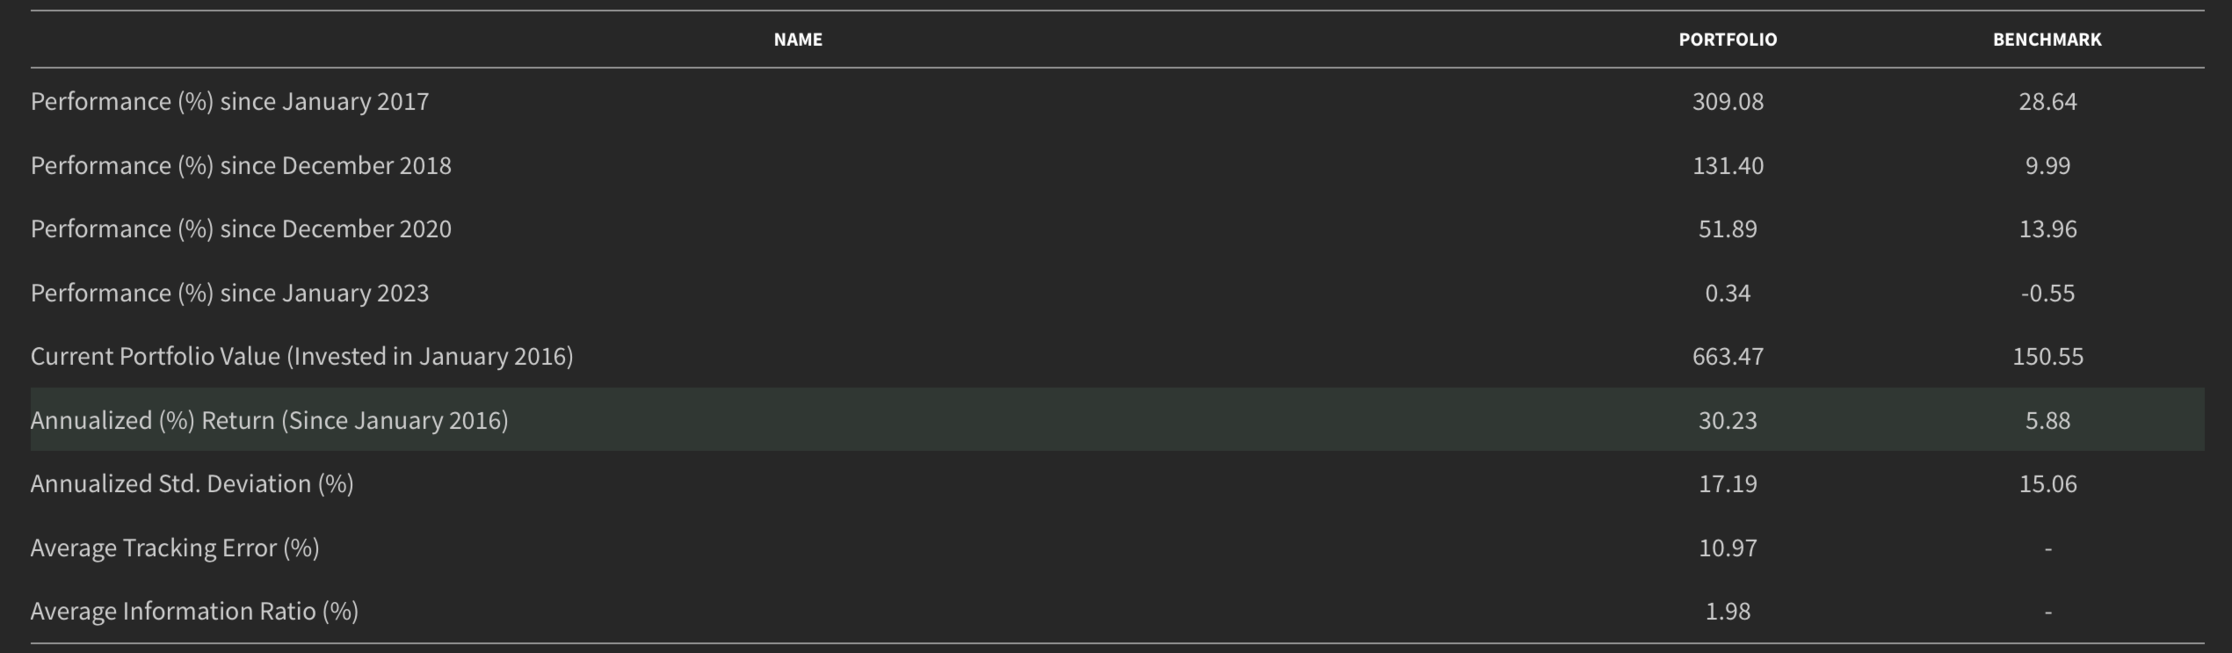 NAME PORTFOLIO BENCHMARK
Performance (%) since January 2017 309.08 28.64
Performance (%) since December 2018 131.40 9.99
Performance (%) since December 2020 51.89 13.96
Performance (%) since January 2023 0.34 -0.55
Current Portfolio Value (Invested in January 2016) 663.47 150.55
Annualized (%) Return (Since January 2016) 30.23 5.88
Annualized Std. Deviation (%) 17.19 15.06
Average Tracking Error (%) 10.97 -
Average Information Ratio (%) 1.98 -